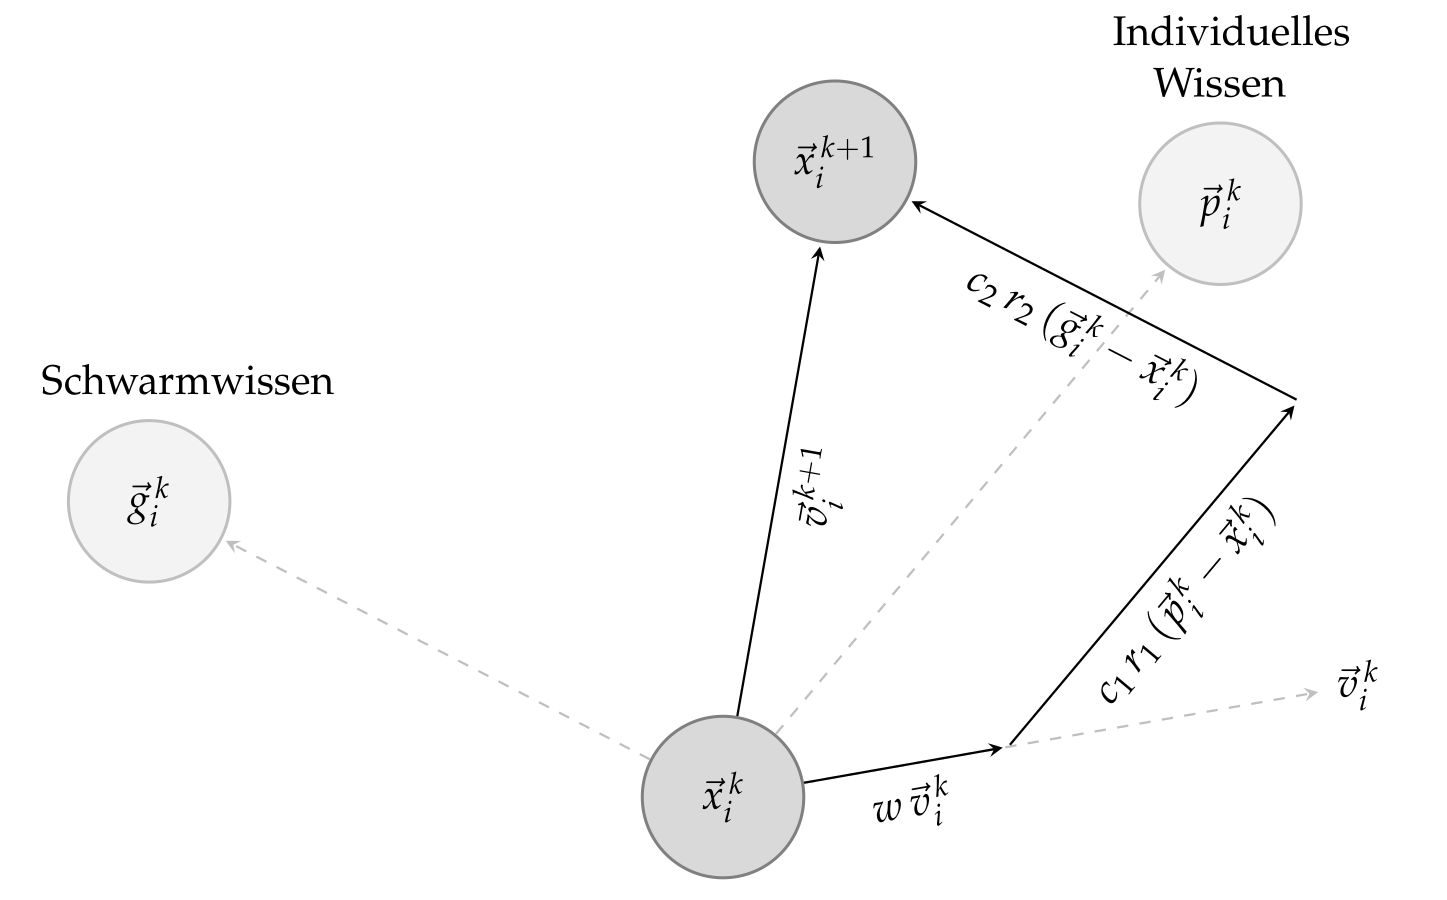 Individuelles
Wissen
$\vec{x}_i^{k+1}$
$\vec{p}_i^k$
$c_2 r_2 (\vec{g}_i^k - \vec{x}_i^k)$
Schwarmwissen
$\vec{g}_i^k$
$\vec{v}_i^{k+1}$
$c_1 r_1 (\vec{p}_i^k - \vec{x}_i^k)$
$\vec{v}_i^k$
$\vec{x}_i^k$
$w \vec{v}_i^k$